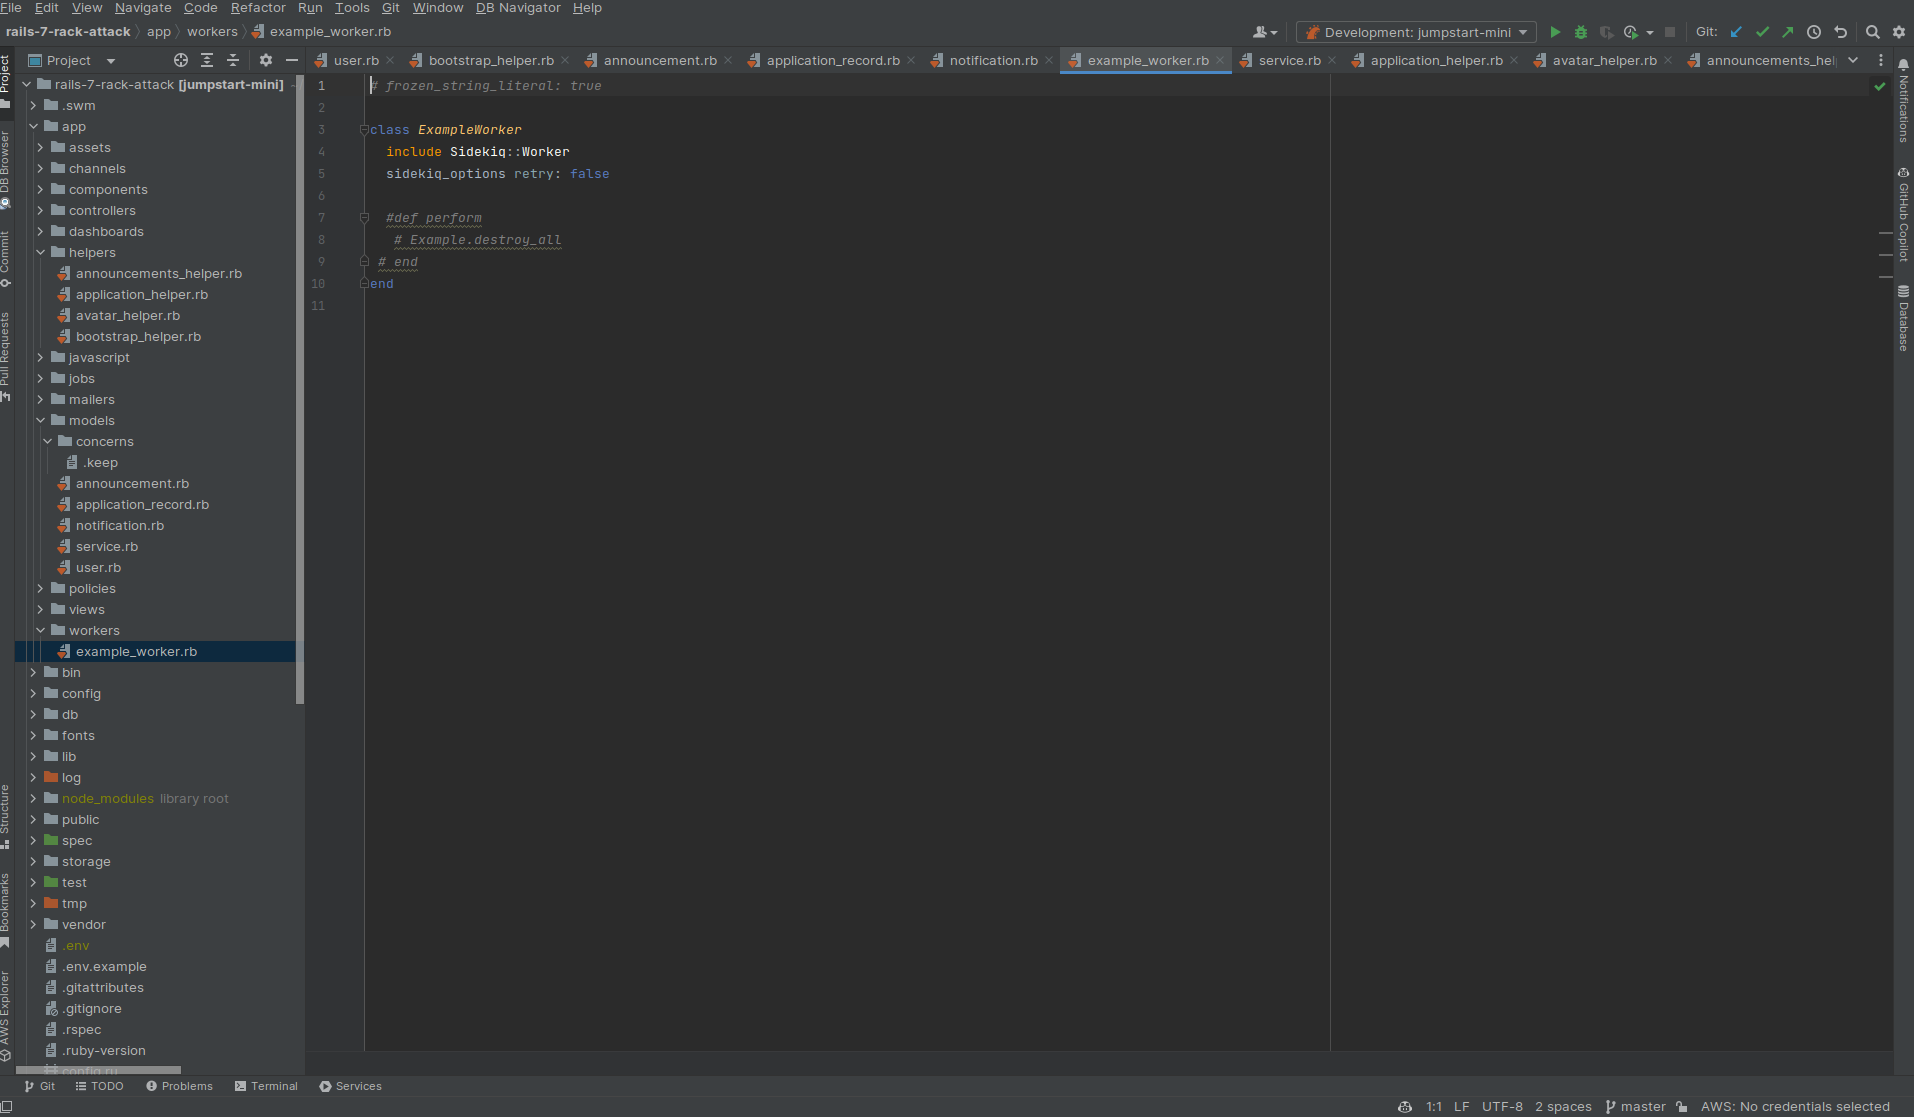 File Edit View Navigate Code Refactor Run Tools Git Window DB Navigator Help
rails-7-rack-attack app workers example_worker.rb
Development: jumpstart-mini Git:
Project
user.rb bootstrap_helper.rb announcement.rb application_record.rb notification.rb example_worker.rb service.rb application_helper.rb avatar_helper.rb announcements_hel
rails-7-rack-attack [jumpstart-mini] ~
.swm
app
assets
channels
components
controllers
dashboards
helpers
announcements_helper.rb
application_helper.rb
avatar_helper.rb
bootstrap_helper.rb
javascript
jobs
mailers
models
concerns
.keep
announcement.rb
application_record.rb
notification.rb
service.rb
user.rb
policies
views
workers
example_worker.rb
bin
config
db
fonts
lib
log
node_modules library root
public
spec
storage
test
tmp
vendor
.env
.env.example
.gitattributes
.gitignore
.rspec
.ruby-version
config.ru
1 # frozen_string_literal: true
2
3 class ExampleWorker
4 include Sidekiq::Worker
5 sidekiq_options retry: false
6
7 #def perform
8 # Example.destroy_all
9 # end
10 end
11
Project
DB Browser
Commit
Pull Requests
Structure
Bookmarks
AWS Explorer
Notifications
GitHub Copilot
Database
Git TODO Problems Terminal Services
1:1 LF UTF-8 2 spaces master AWS: No credentials selected